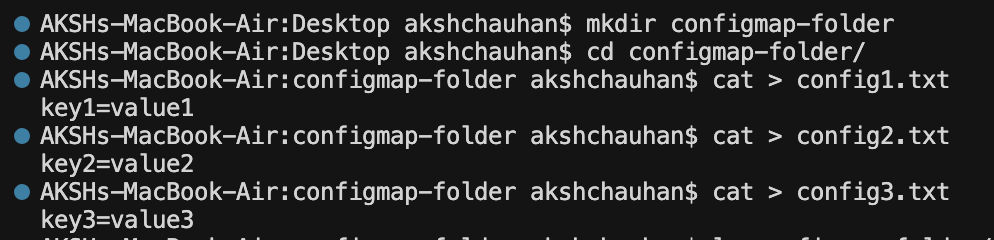 AKSHs-MacBook-Air:Desktop akshchauhan$ mkdir configmap-folder
AKSHs-MacBook-Air:Desktop akshchauhan$ cd configmap-folder/
AKSHs-MacBook-Air:configmap-folder akshchauhan$ cat > config1.txt
key1=value1
AKSHs-MacBook-Air:configmap-folder akshchauhan$ cat > config2.txt
key2=value2
AKSHs-MacBook-Air:configmap-folder akshchauhan$ cat > config3.txt
key3=value3